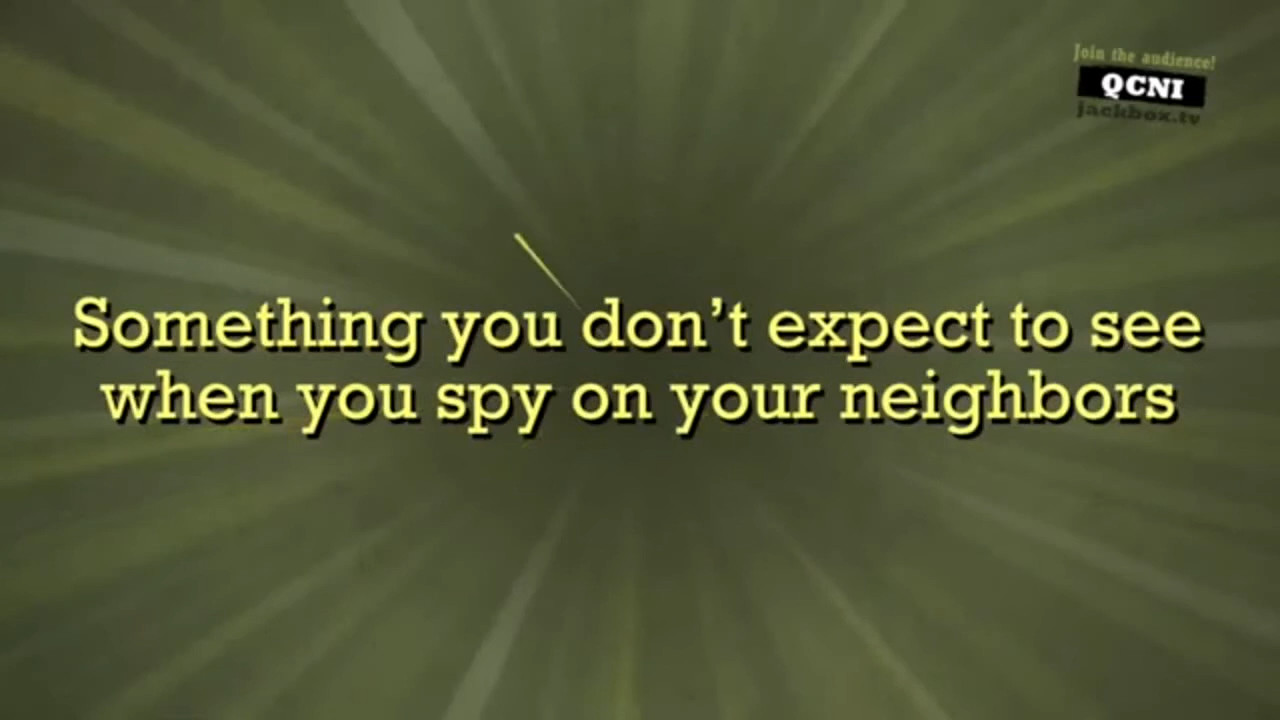 Join the audience!
QCNI
jackbox.tv
Something you don't expect to see
when you spy on your neighbors